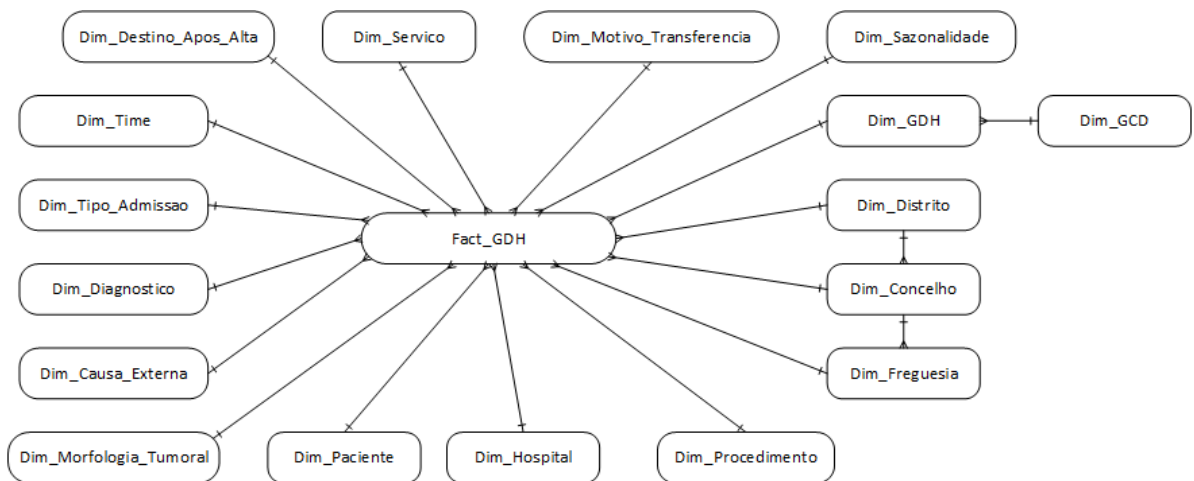 Dim_Destino_Apos_Alta
Dim_Servico
Dim_Motivo_Transferencia
Dim_Sazonalidade
Dim_Time
Dim_GDH
Dim_GCD
Dim_Tipo_Admissao
Dim_Distrito
Fact_GDH
Dim_Diagnostico
Dim_Concelho
Dim_Causa_Externa
Dim_Freguesia
Dim_Morfologia_Tumoral
Dim_Paciente
Dim_Hospital
Dim_Procedimento